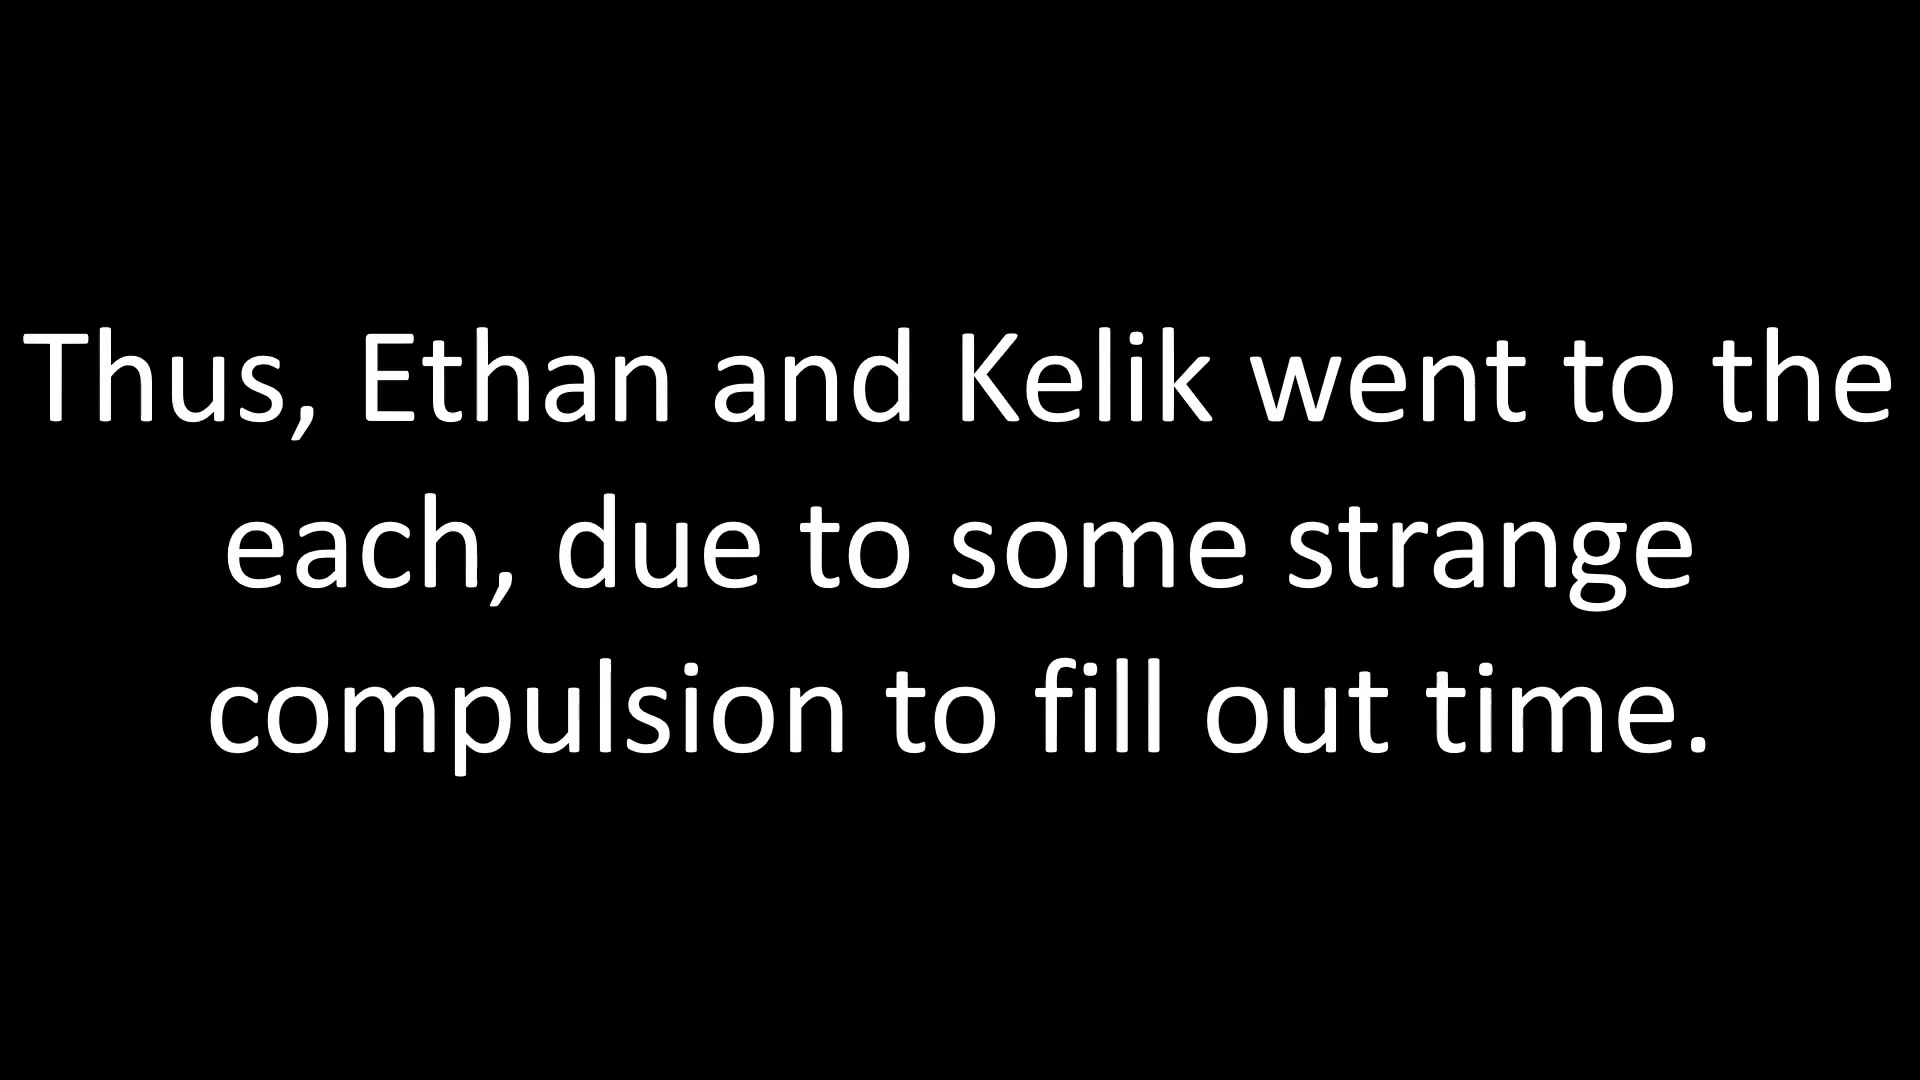 Thus, Ethan and Kelik went to the
each, due to some strange
compulsion to fill out time.